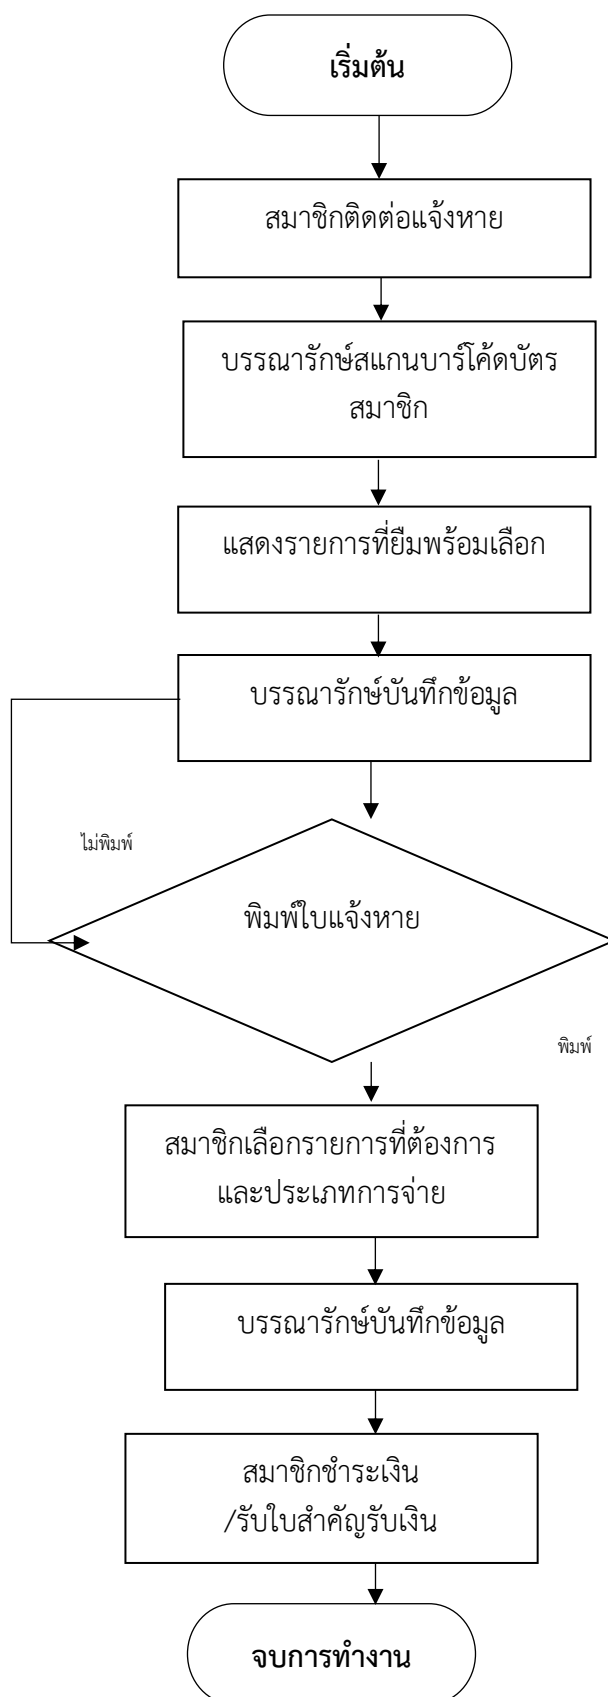 เริ่มต้น
สมาชิกติดต่อแจ้งหาย
บรรณารักษ์สแกนบาร์โค้ดบัตร
สมาชิก
แสดงรายการที่ยืมพร้อมเลือก
บรรณารักษ์บันทึกข้อมูล
ไม่พิมพ์
พิมพ์ใบแจ้งหาย
พิมพ์
สมาชิกเลือกรายการที่ต้องการ
และประเภทการจ่าย
บรรณารักษ์บันทึกข้อมูล
สมาชิกชำระเงิน
/รับใบสำคัญรับเงิน
จบการทำงาน